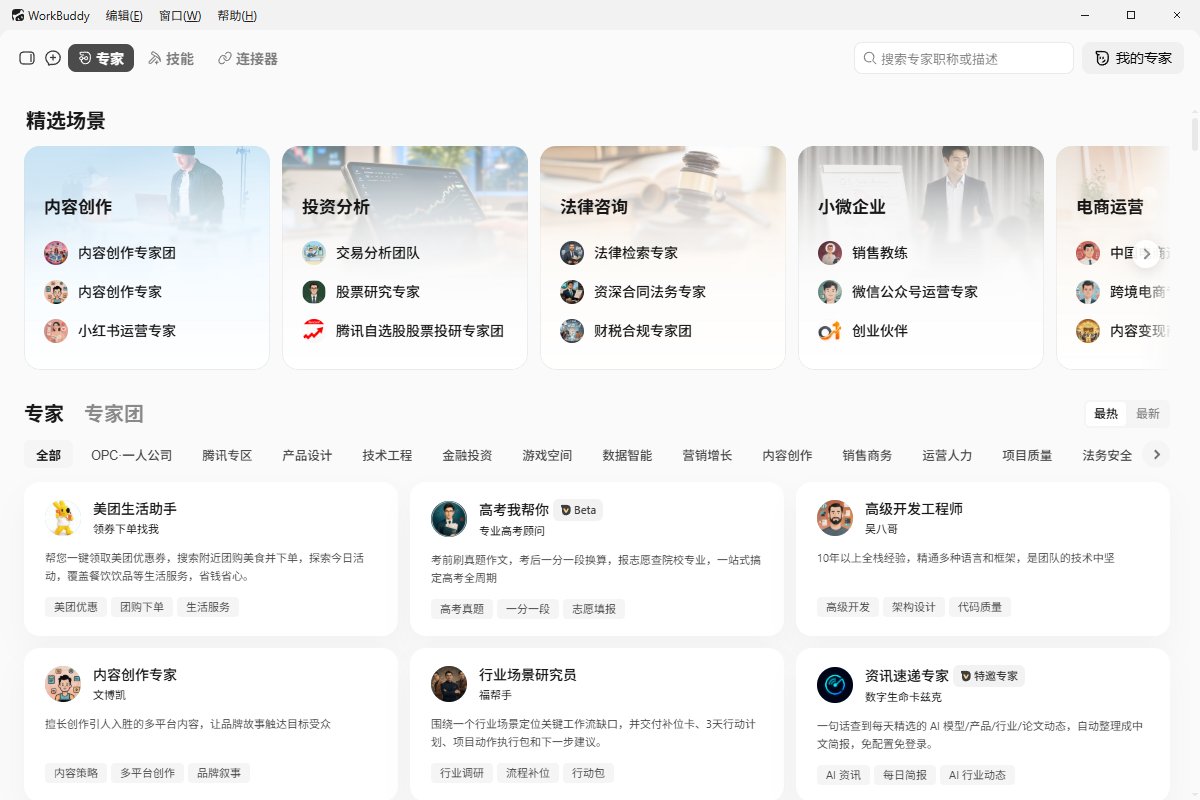 WorkBuddy 编辑(E) 窗口(W) 帮助(H)
专家 技能 连接器 搜索专家职称或描述 我的专家
精选场景
内容创作
内容创作专家团
内容创作专家
小红书运营专家
投资分析
交易分析团队
股票研究专家
腾讯自选股股票投研专家团
法律咨询
法律检索专家
资深合同法务专家
财税合规专家团
小微企业
销售教练
微信公众号运营专家
创业伙伴
电商运营
中国
跨境电商
内容变现
专家 专家团 最热 最新
全部 OPC·一人公司 腾讯专区 产品设计 技术工程 金融投资 游戏空间 数据智能 营销增长 内容创作 销售商务 运营人力 项目质量 法务安全
美团生活助手
领券下单找我
帮您一键领取美团优惠券，搜索附近团购美食并下单，探索今日活
动，覆盖餐饮饮品等生活服务，省钱省心。
美团优惠 团购下单 生活服务
高考我帮你 Beta
专业高考顾问
考前刷真题作文，考后一分一段换算，报志愿查院校专业，一站式搞
定高考全周期
高考真题 一分一段 志愿填报
高级开发工程师
吴八哥
10年以上全栈经验，精通多种语言和框架，是团队的技术中坚
高级开发 架构设计 代码质量
内容创作专家
文博凯
擅长创作引人入胜的多平台内容，让品牌故事触达目标受众
内容策略 多平台创作 品牌叙事
行业场景研究员
福帮手
围绕一个行业场景定位关键工作流缺口，并交付补位卡、3天行动计
划、项目动作执行包和下一步建议。
行业调研 流程补位 行动包
资讯速递专家 特邀专家
数字生命卡兹克
一句话查到每天精选的 AI 模型/产品/行业/论文动态，自动整理成中
文简报，免配置免登录。
AI 资讯 每日简报 AI 行业动态